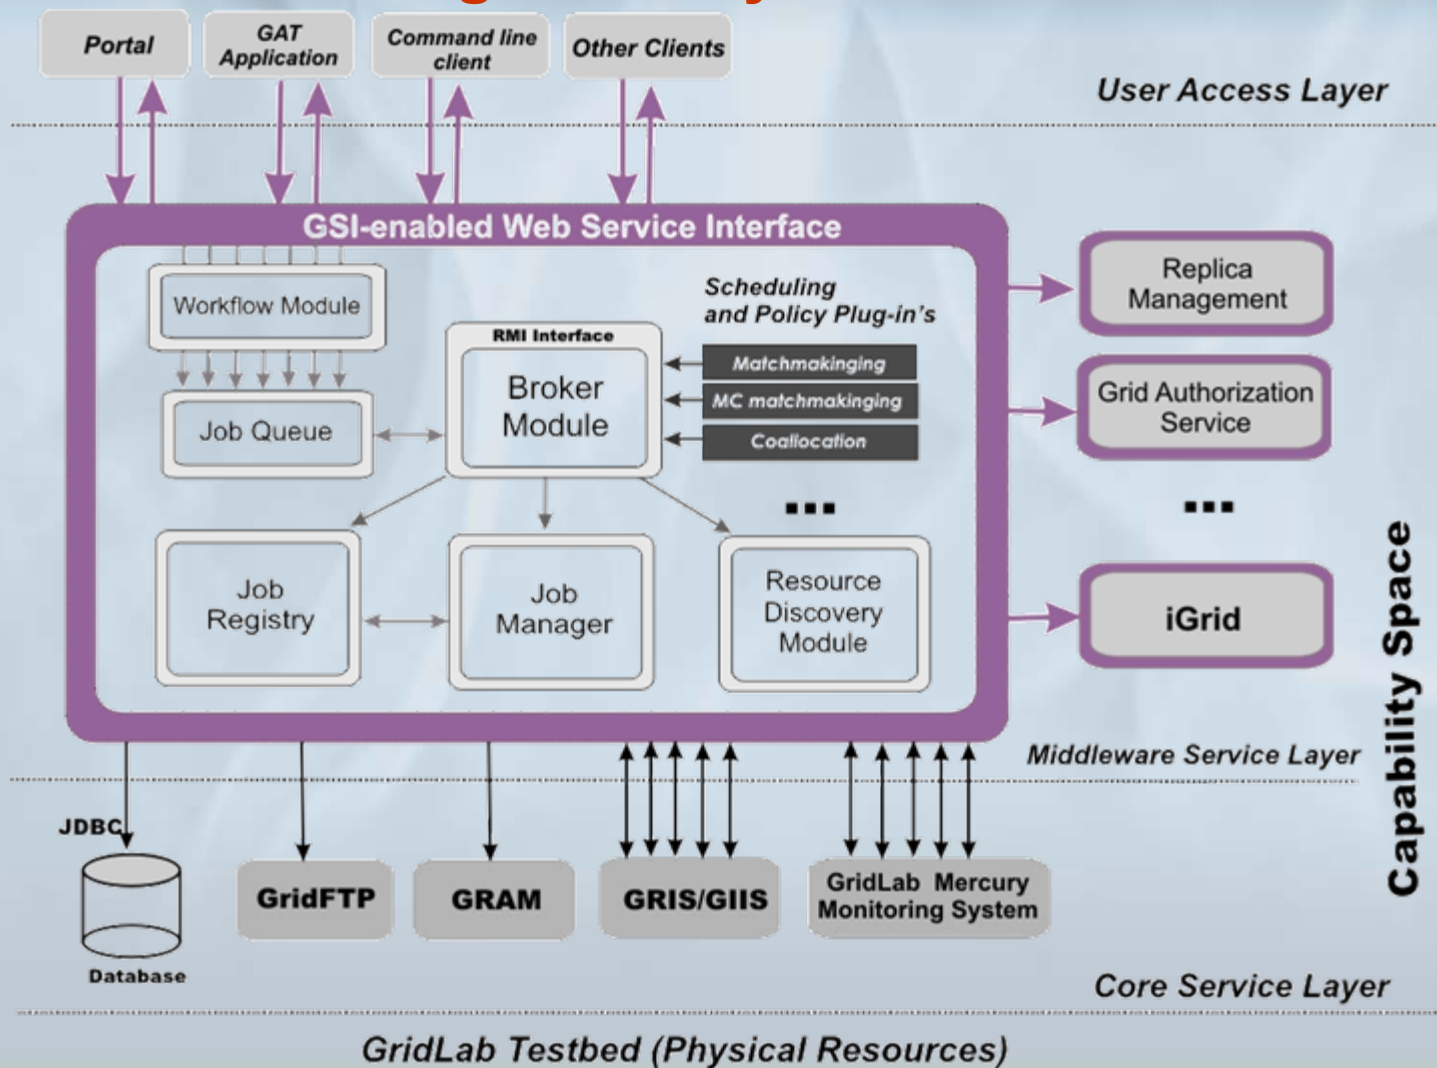 Portal
GAT
Application
Command line
client
Other Clients
User Access Layer
GSI-enabled Web Service Interface
Workflow Module
Job Queue
RMI Interface
Broker
Module
Scheduling
and Policy Plug-in's
Matchmakinging
MC matchmakinging
Coallocation
...
Job
Registry
Job
Manager
Resource
Discovery
Module
Replica
Management
Grid Authorization
Service
...
iGrid
Capability Space
Middleware Service Layer
JDBC
Database
GridFTP
GRAM
GRIS/GIIS
GridLab Mercury
Monitoring System
Core Service Layer
GridLab Testbed (Physical Resources)